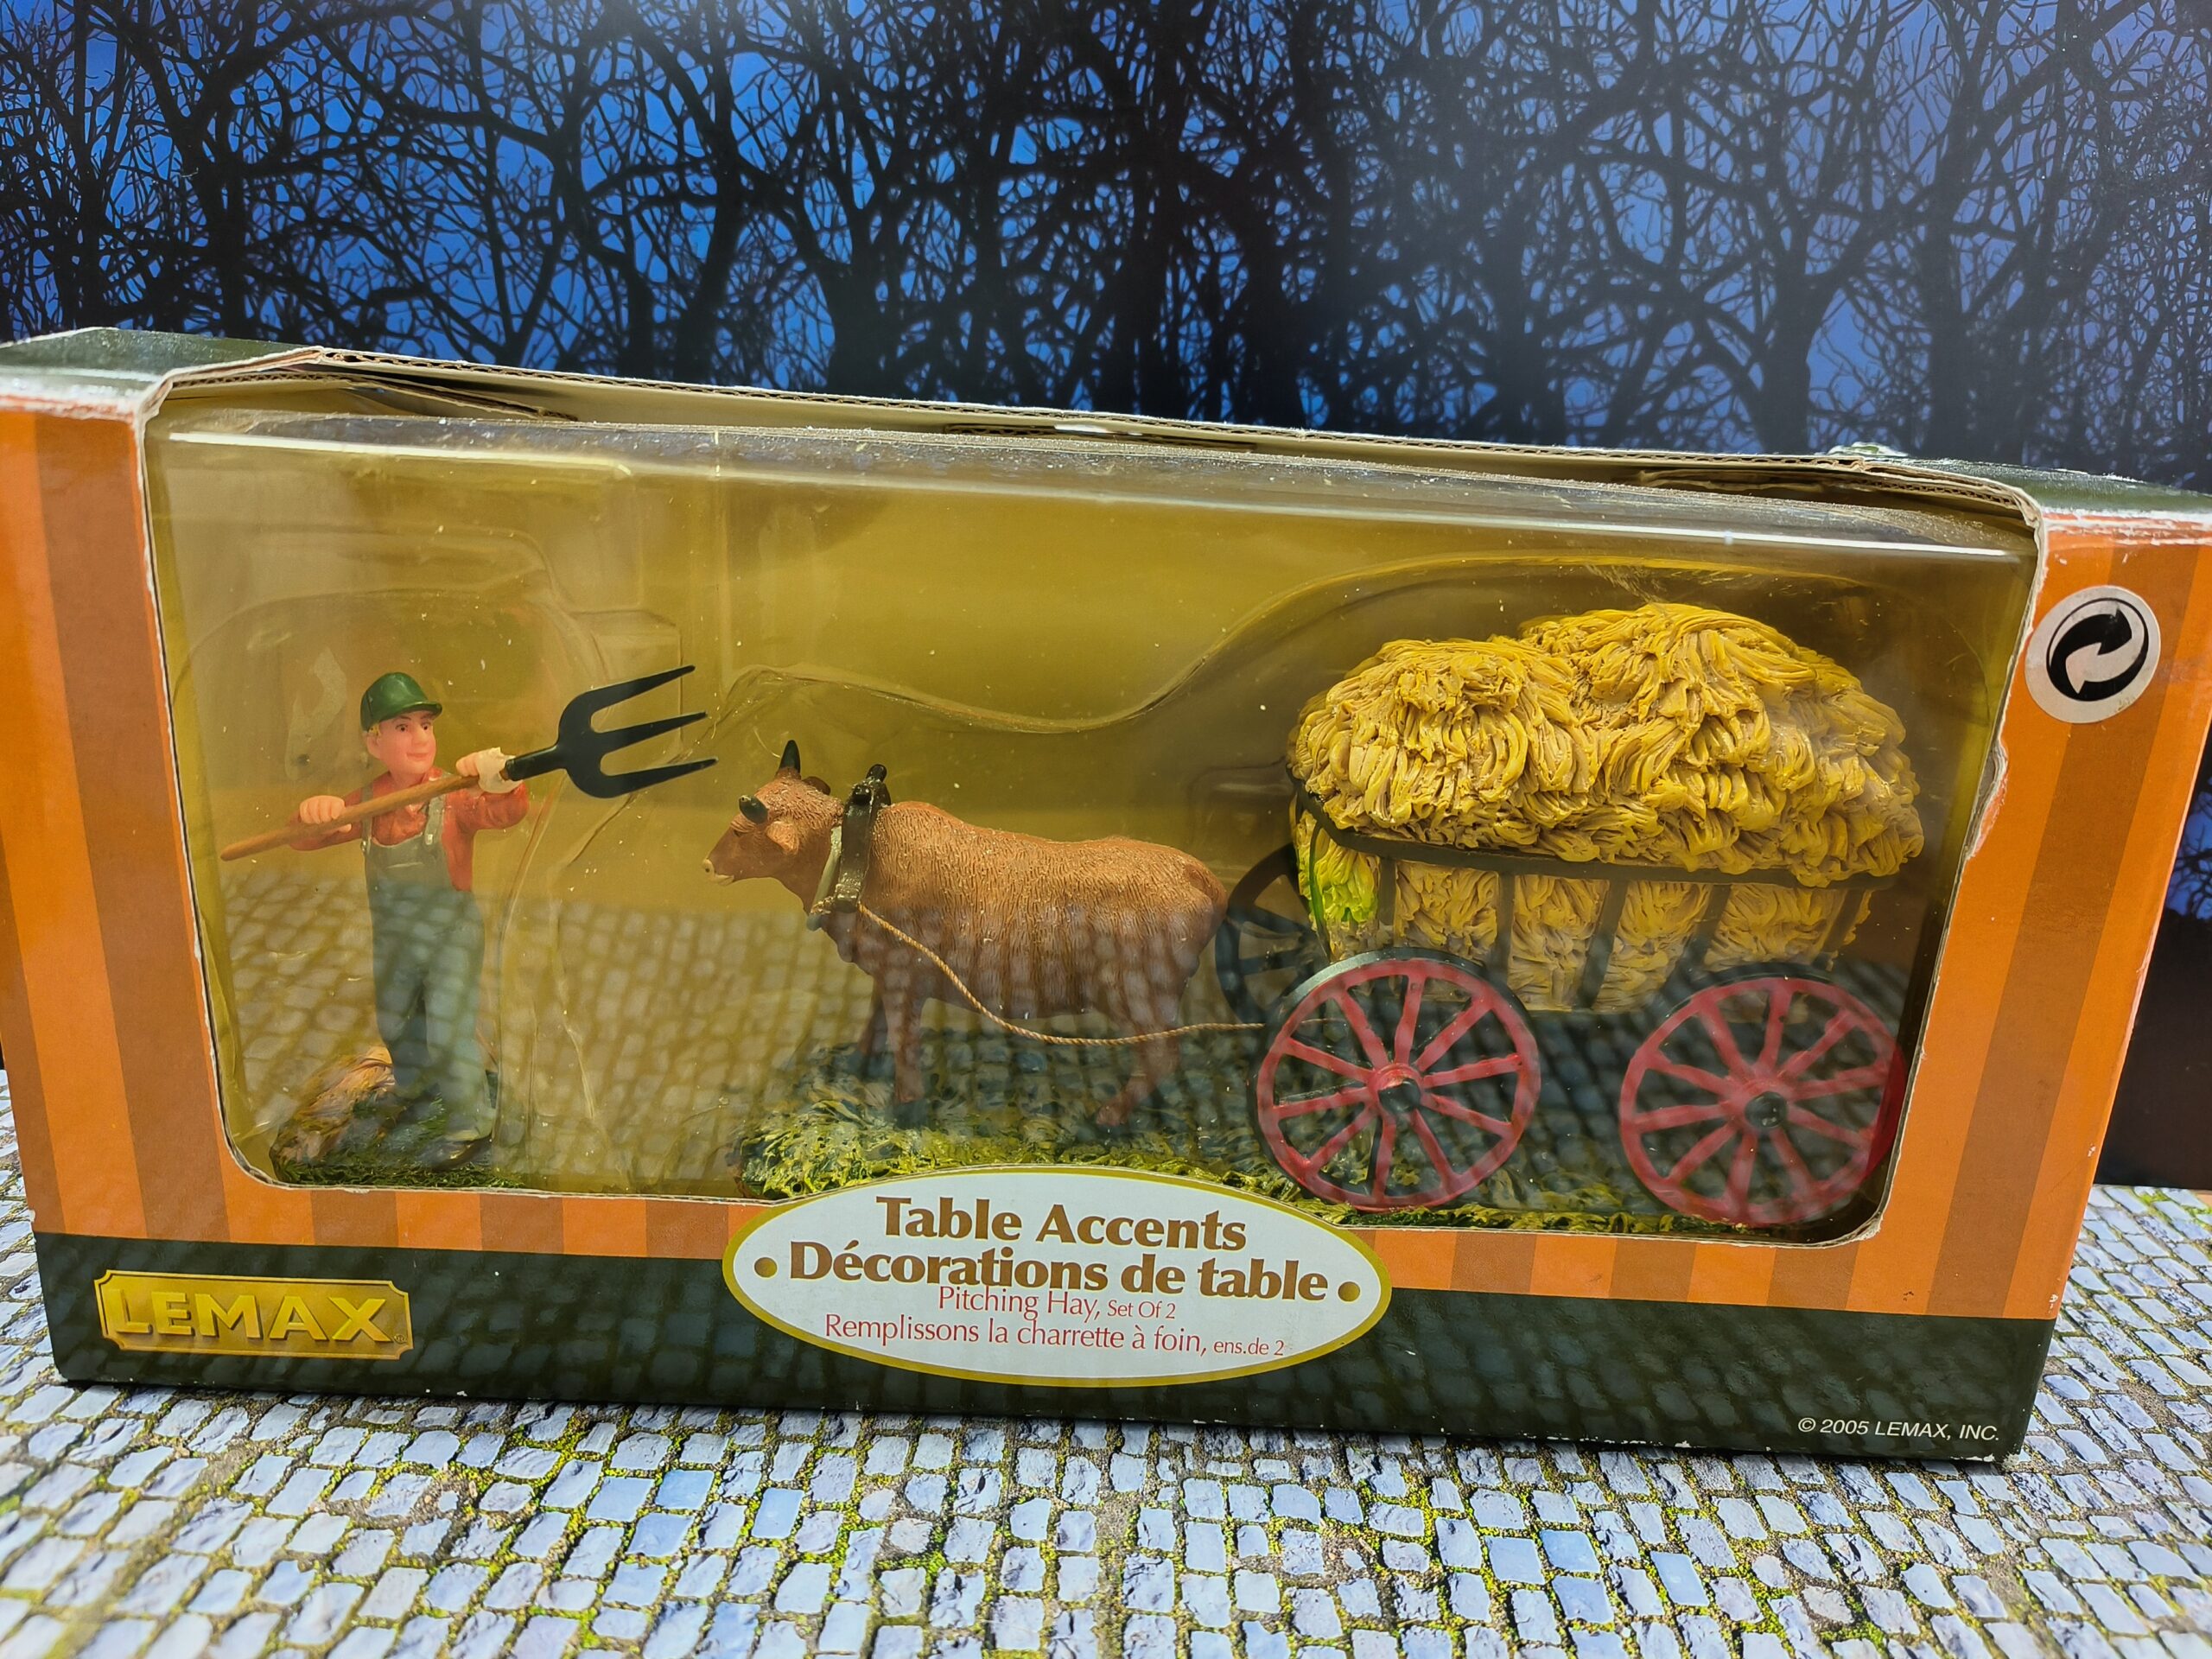 Table Accents
• Décorations de table •
Pitching Hay, Set Of 2
Remplissons la charrette à foin, ens.de 2
LEMAX®
© 2005 LEMAX, INC.